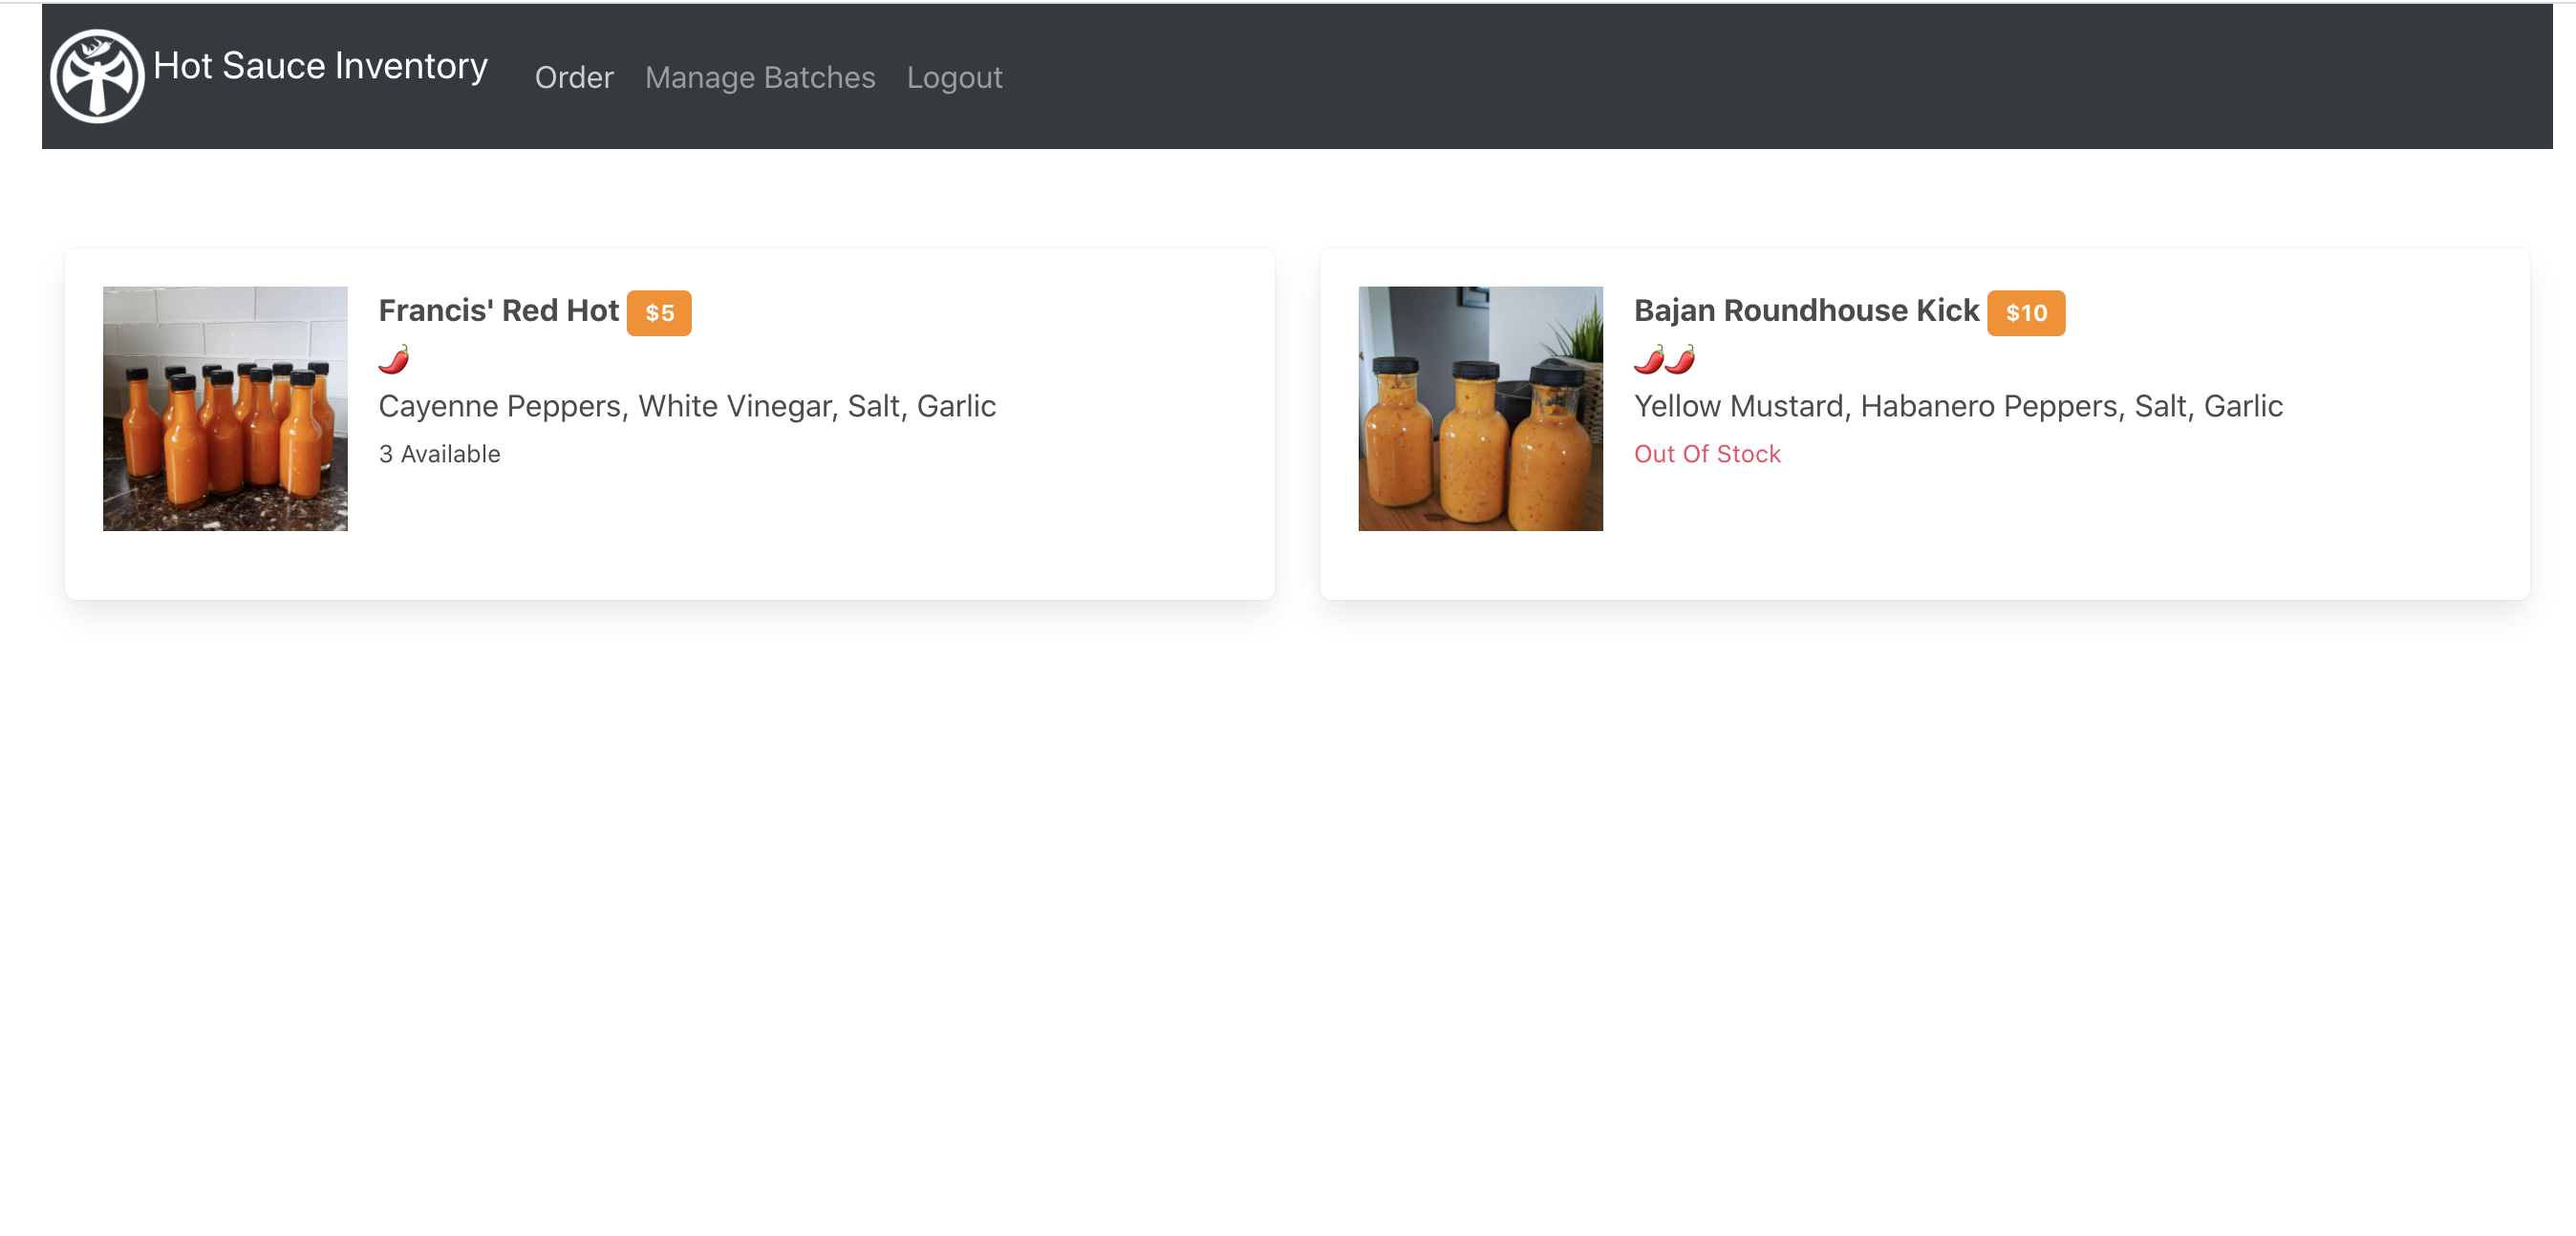 Hot Sauce Inventory
Order Manage Batches Logout
Francis' Red Hot $5
🌶️
Cayenne Peppers, White Vinegar, Salt, Garlic
3 Available
Bajan Roundhouse Kick $10
🌶️🌶️
Yellow Mustard, Habanero Peppers, Salt, Garlic
Out Of Stock